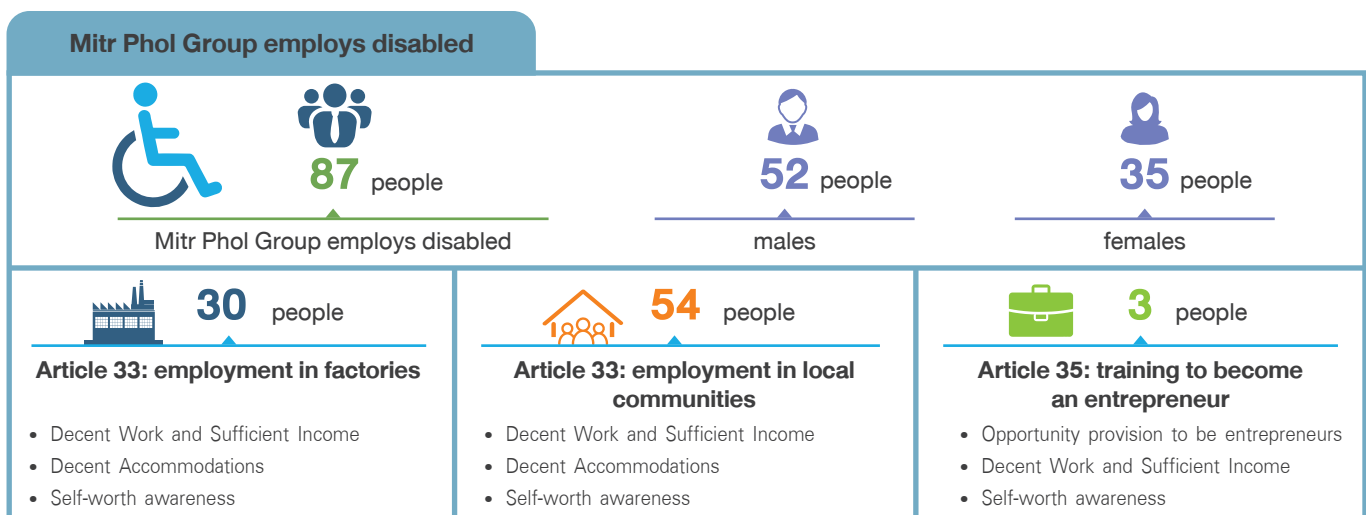 Mitr Phol Group employs disabled
87 people
Mitr Phol Group employs disabled
52 people
males
35 people
females
30 people
Article 33: employment in factories
• Decent Work and Sufficient Income
• Decent Accommodations
• Self-worth awareness
54 people
Article 33: employment in local
communities
• Decent Work and Sufficient Income
• Decent Accommodations
• Self-worth awareness
3 people
Article 35: training to become
an entrepreneur
• Opportunity provision to be entrepreneurs
• Decent Work and Sufficient Income
• Self-worth awareness